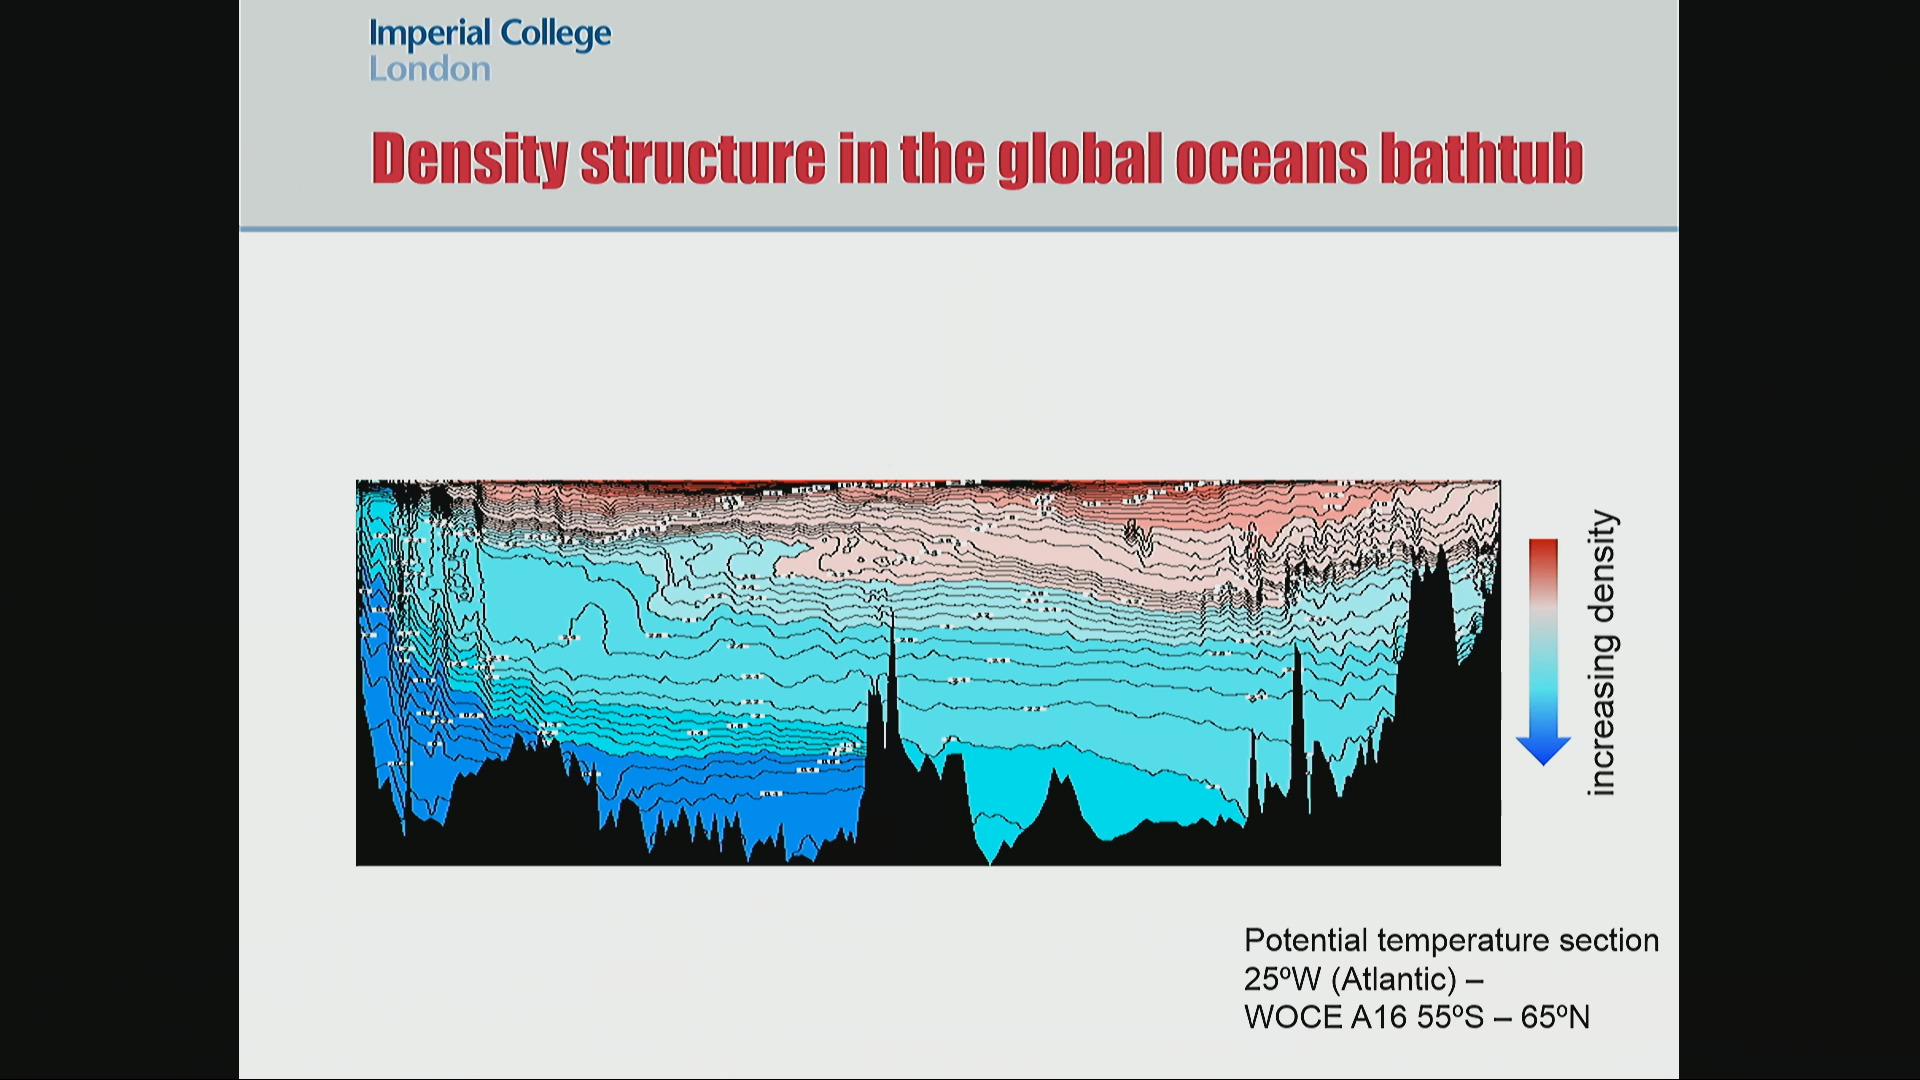 Imperial College
London
Density structure in the global oceans bathtub
increasing density
Potential temperature section
25ºW (Atlantic) –
WOCE A16 55ºS – 65ºN